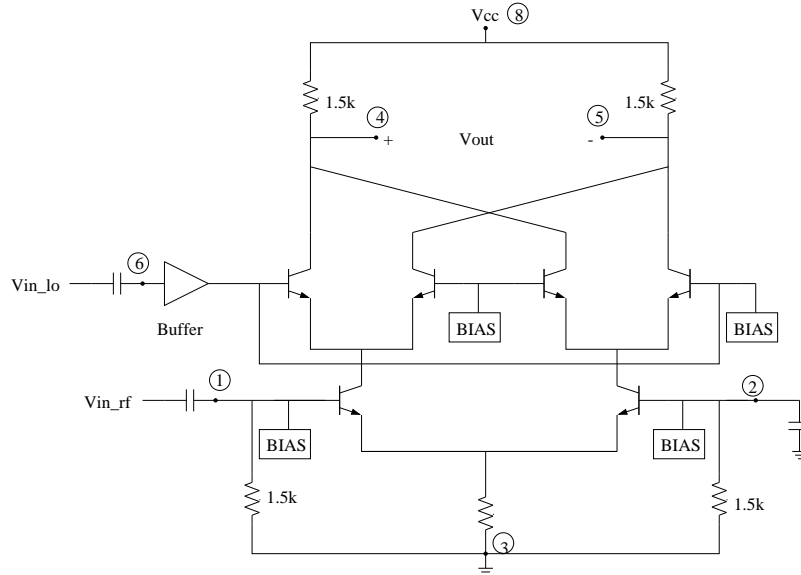 Vcc 8
1.5k
1.5k
4
5
+
Vout
-
6
Vin_lo
Buffer
BIAS
BIAS
1
2
Vin_rf
BIAS
BIAS
1.5k
1.5k
3